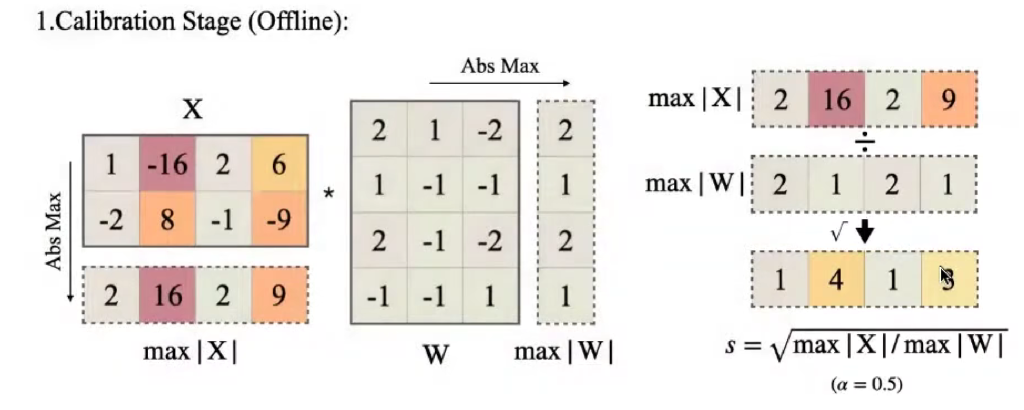 1.Calibration Stage (Offline):
Abs Max
X
1 -16 2 6
-2 8 -1 -9
Abs Max
2 16 2 9
max |X|
*
2 1 -2
1 -1 -1
2 -1 -2
-1 -1 1
W
2
1
2
1
max |W|
max |X| 2 16 2 9
÷
max |W| 2 1 2 1
√
1 4 1 3
s = √max |X| / max |W|
(α = 0.5)